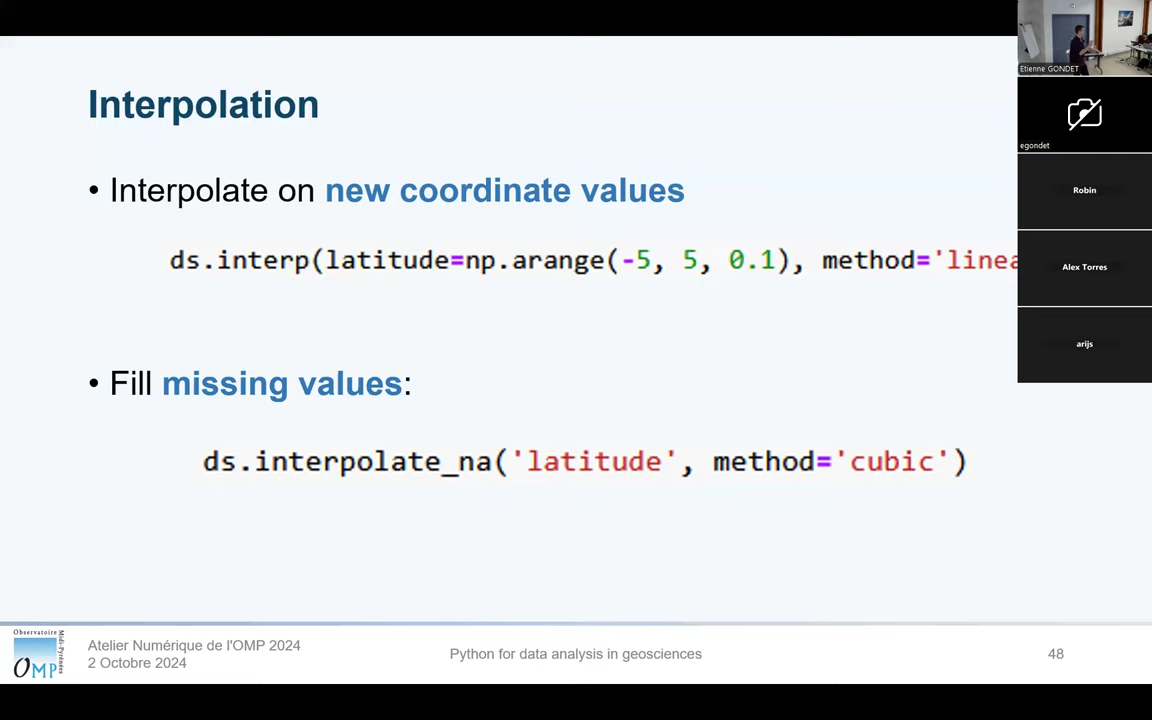 Interpolation
• Interpolate on new coordinate values
ds.interp(latitude=np.arange(-5, 5, 0.1), method='linea
• Fill missing values:
ds.interpolate_na('latitude', method='cubic')
Etienne GONDET
egondet
Robin
Alex Torres
arijs
Observatoire
Midi-Pyrénées
OMP
Atelier Numérique de l'OMP 2024
2 Octobre 2024
Python for data analysis in geosciences
48